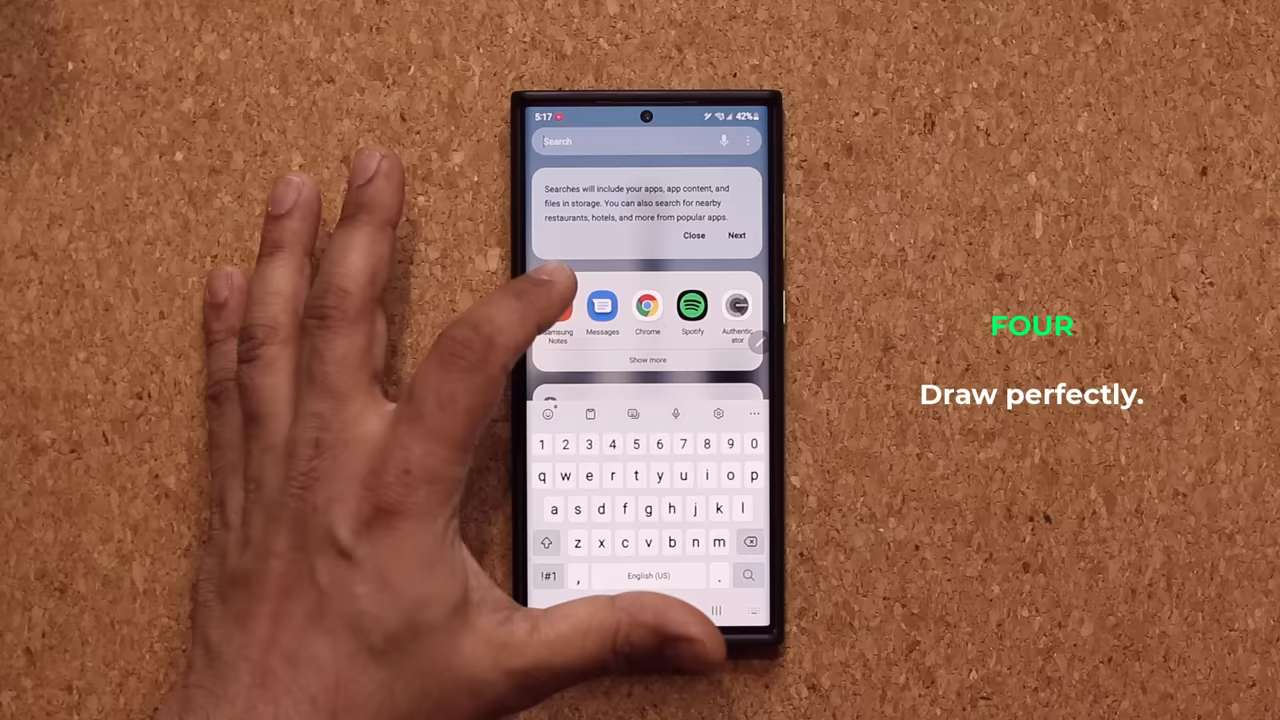 5:17
42%
Search
Searches will include your apps, app content, and
files in storage. You can also search for nearby
restaurants, hotels, and more from popular apps.
Close Next
Samsung Notes
Messages
Chrome
Spotify
Authenticator
Show more
1 2 3 4 5 6 7 8 9 0
q w e r t y u i o p
a s d f g h j k l
z x c v b n m
!#1 , English (US) .
FOUR
Draw perfectly.